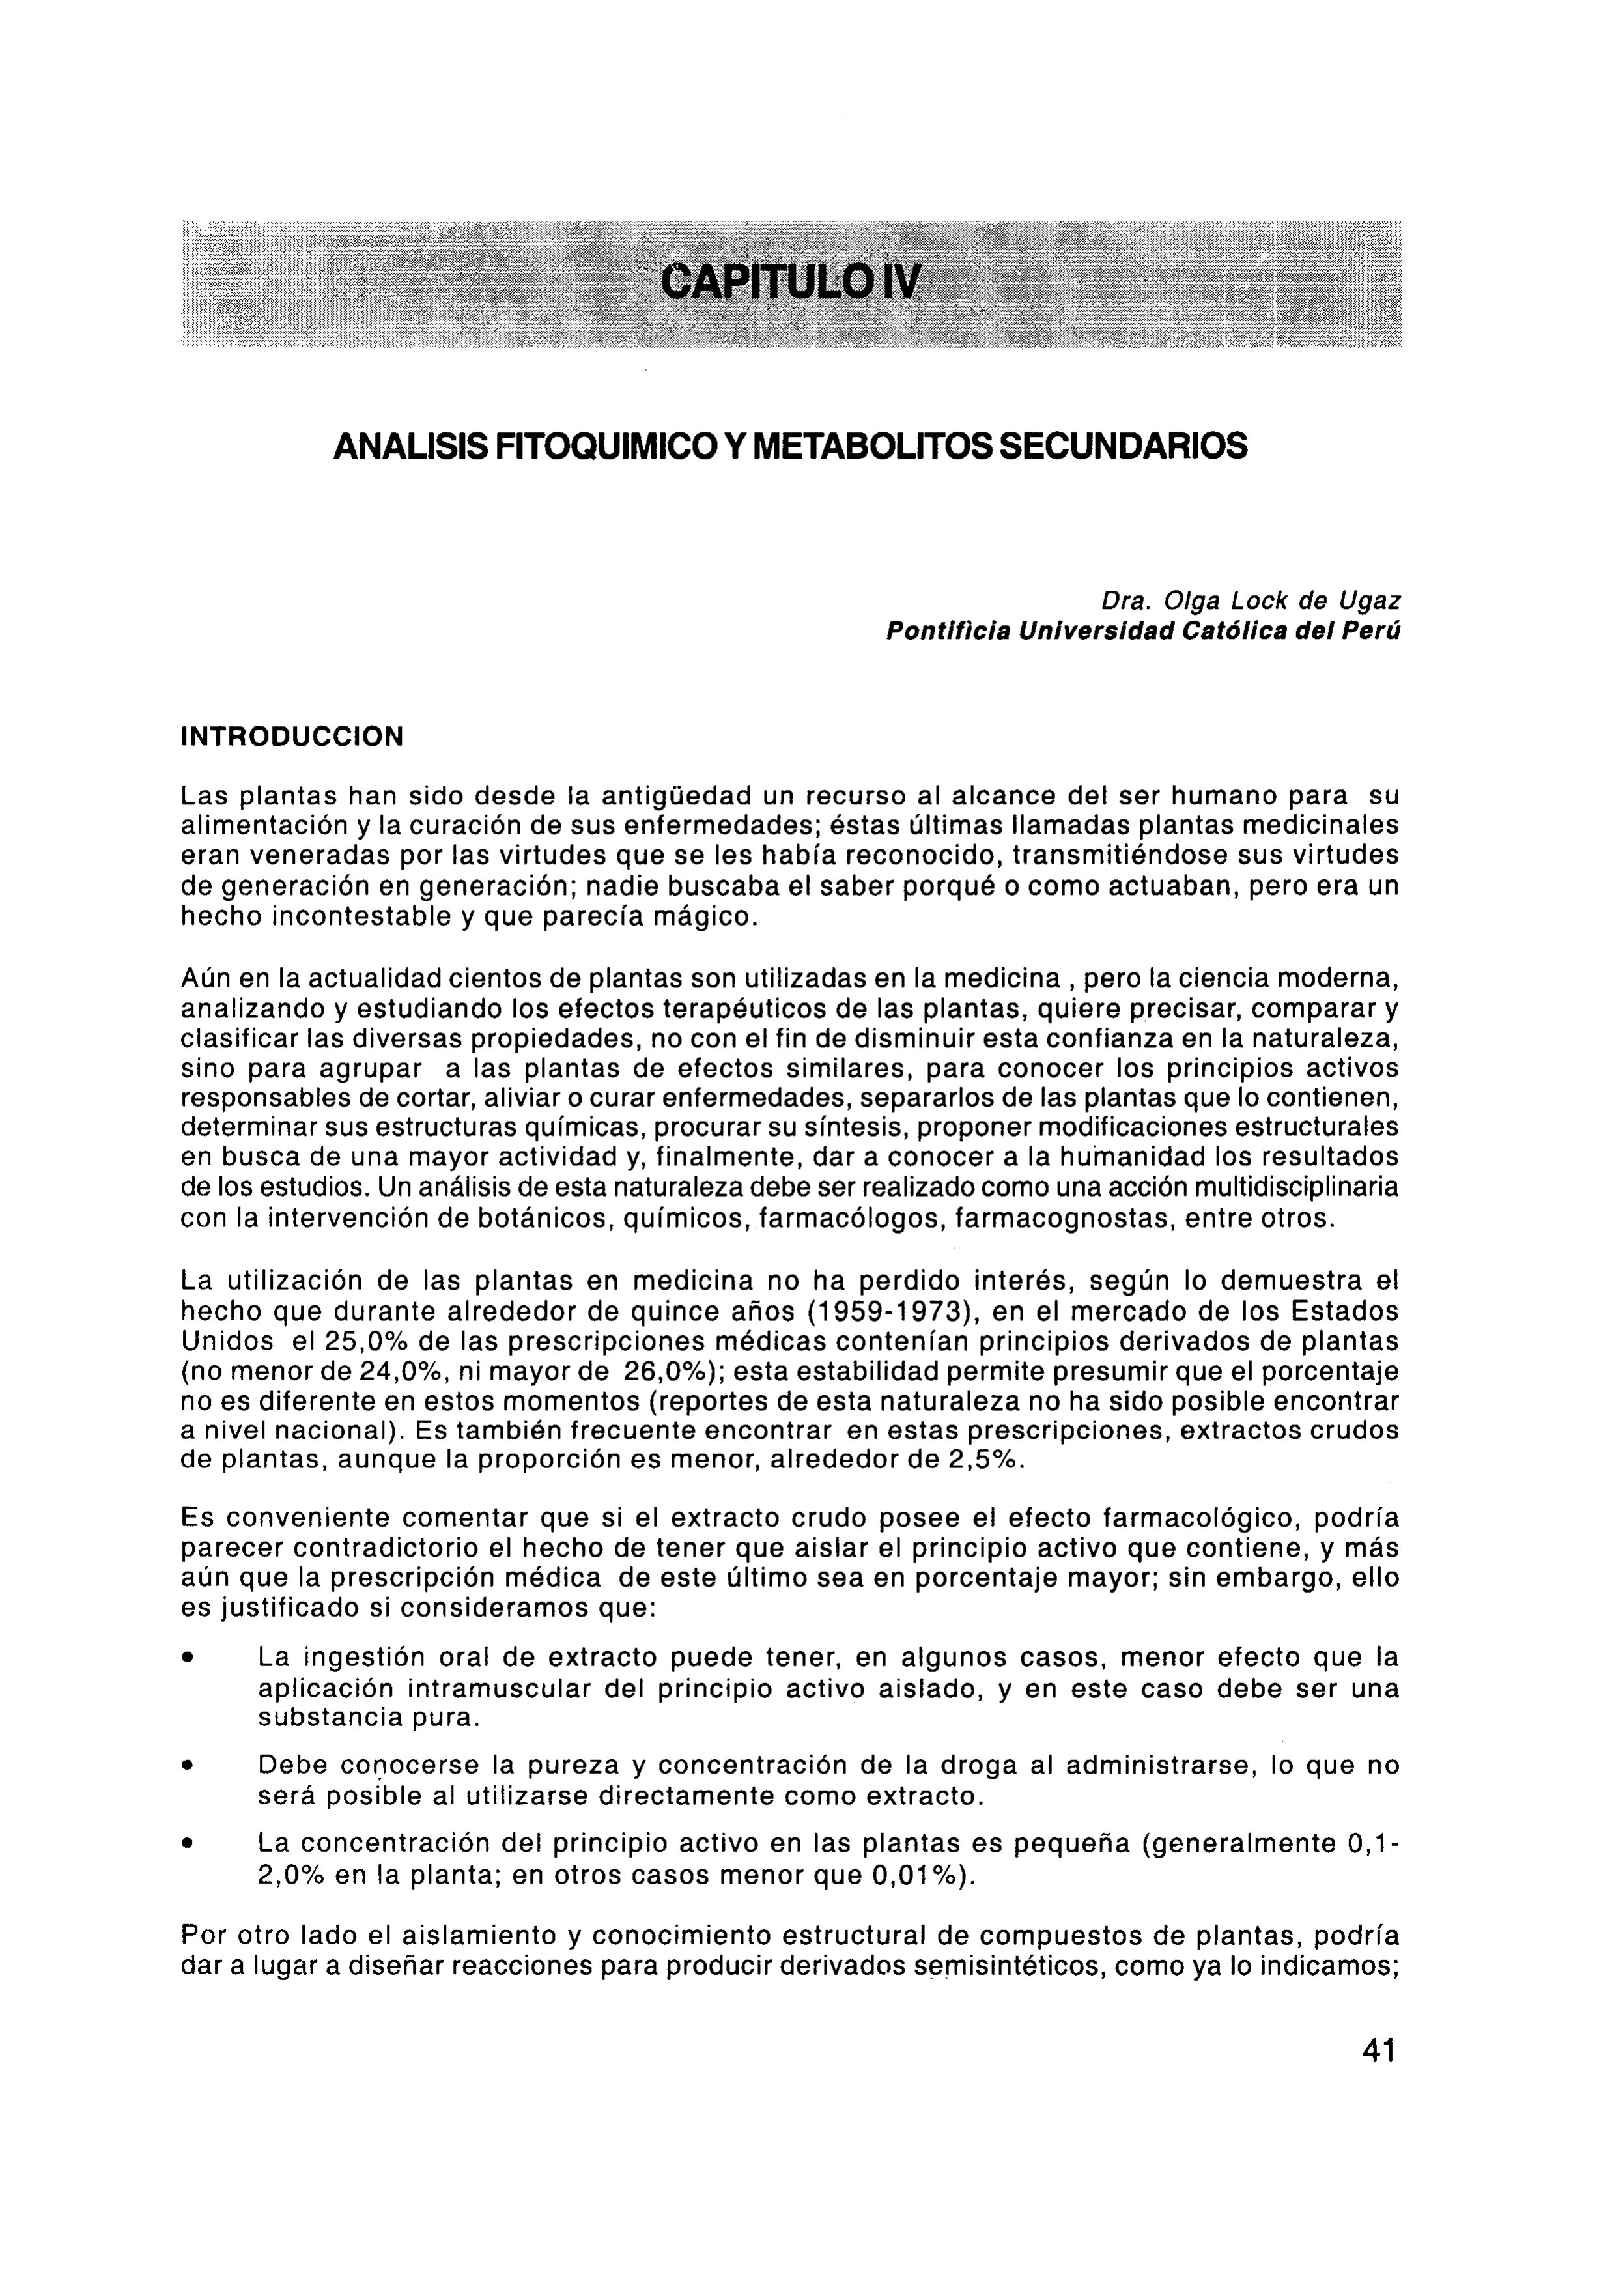 CAPITULO IV
ANALISIS FITOQUIMICO Y METABOLITOS SECUNDARIOS
Dra. Olga Lock de Ugaz
Pontificia Universidad Católica del Perú
INTRODUCCION
Las plantas han sido desde la antigüedad un recurso al alcance del ser humano para su
alimentación y la curación de sus enfermedades; éstas últimas llamadas plantas medicinales
eran veneradas por las virtudes que se les había reconocido, transmitiéndose sus virtudes
de generación en generación; nadie buscaba el saber porqué o como actuaban, pero era un
hecho incontestable y que parecía mágico.
Aún en la actualidad cientos de plantas son utilizadas en la medicina , pero la ciencia moderna,
analizando y estudiando los efectos terapéuticos de las plantas, quiere precisar, comparar y
clasificar las diversas propiedades, no con el fin de disminuir esta confianza en la naturaleza,
sino para agrupar a las plantas de efectos similares, para conocer los principios activos
responsables de cortar, aliviar o curar enfermedades, separarlos de las plantas que lo contienen,
determinar sus estructuras químicas, procurar su síntesis, proponer modificaciones estructurales
en busca de una mayor actividad y, finalmente, dar a conocer a la humanidad los resultados
de los estudios. Un análisis de esta naturaleza debe ser realizado como una acción multidisciplinaria
con la intervención de botánicos, químicos, farmacólogos, farmacognostas, entre otros.
La utilización de las plantas en medicina no ha perdido interés, según lo demuestra el
hecho que durante alrededor de quince años (1959-1973), en el mercado de los Estados
Unidos el 25,0% de las prescripciones médicas contenían principios derivados de plantas
(no menor de 24,0%, ni mayor de 26,0%); esta estabilidad permite presumir que el porcentaje
no es diferente en estos momentos (reportes de esta naturaleza no ha sido posible encontrar
a nivel nacional). Es también frecuente encontrar en estas prescripciones, extractos crudos
de plantas, aunque la proporción es menor, alrededor de 2,5%.
Es conveniente comentar que si el extracto crudo posee el efecto farmacológico, podría
parecer contradictorio el hecho de tener que aislar el principio activo que contiene, y más
aún que la prescripción médica de este último sea en porcentaje mayor; sin embargo, ello
es justificado si consideramos que:
• La ingestión oral de extracto puede tener, en algunos casos, menor efecto que la
aplicación intramuscular del principio activo aislado, y en este caso debe ser una
substancia pura.
• Debe conocerse la pureza y concentración de la droga al administrarse, lo que no
será posible al utilizarse directamente como extracto.
• La concentración del principio activo en las plantas es pequeña (generalmente 0,1-
2,0% en la planta; en otros casos menor que 0,01%).
Por otro lado el aislamiento y conocimiento estructural de compuestos de plantas, podría
dar a lugar a diseñar reacciones para producir derivados semisintéticos, como ya lo indicamos;
41